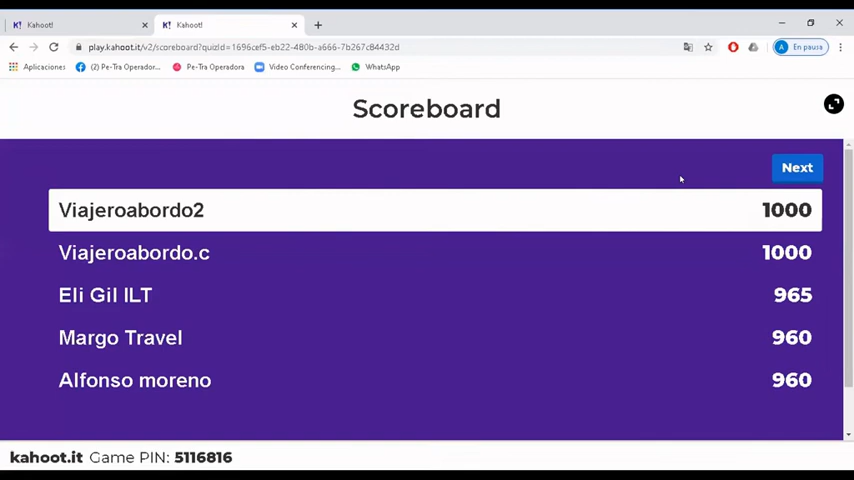 K! Kahoot! K! Kahoot!
play.kahoot.it/v2/scoreboard?quizId=1696cef5-eb22-480b-a666-7b267c84432d A En pausa
Aplicaciones (2) Pe-Tra Operador... Pe-Tra Operadora Video Conferencing... WhatsApp
Scoreboard
Next
Viajeroabordo2 1000
Viajeroabordo.c 1000
Eli Gil ILT 965
Margo Travel 960
Alfonso moreno 960
kahoot.it Game PIN: 5116816